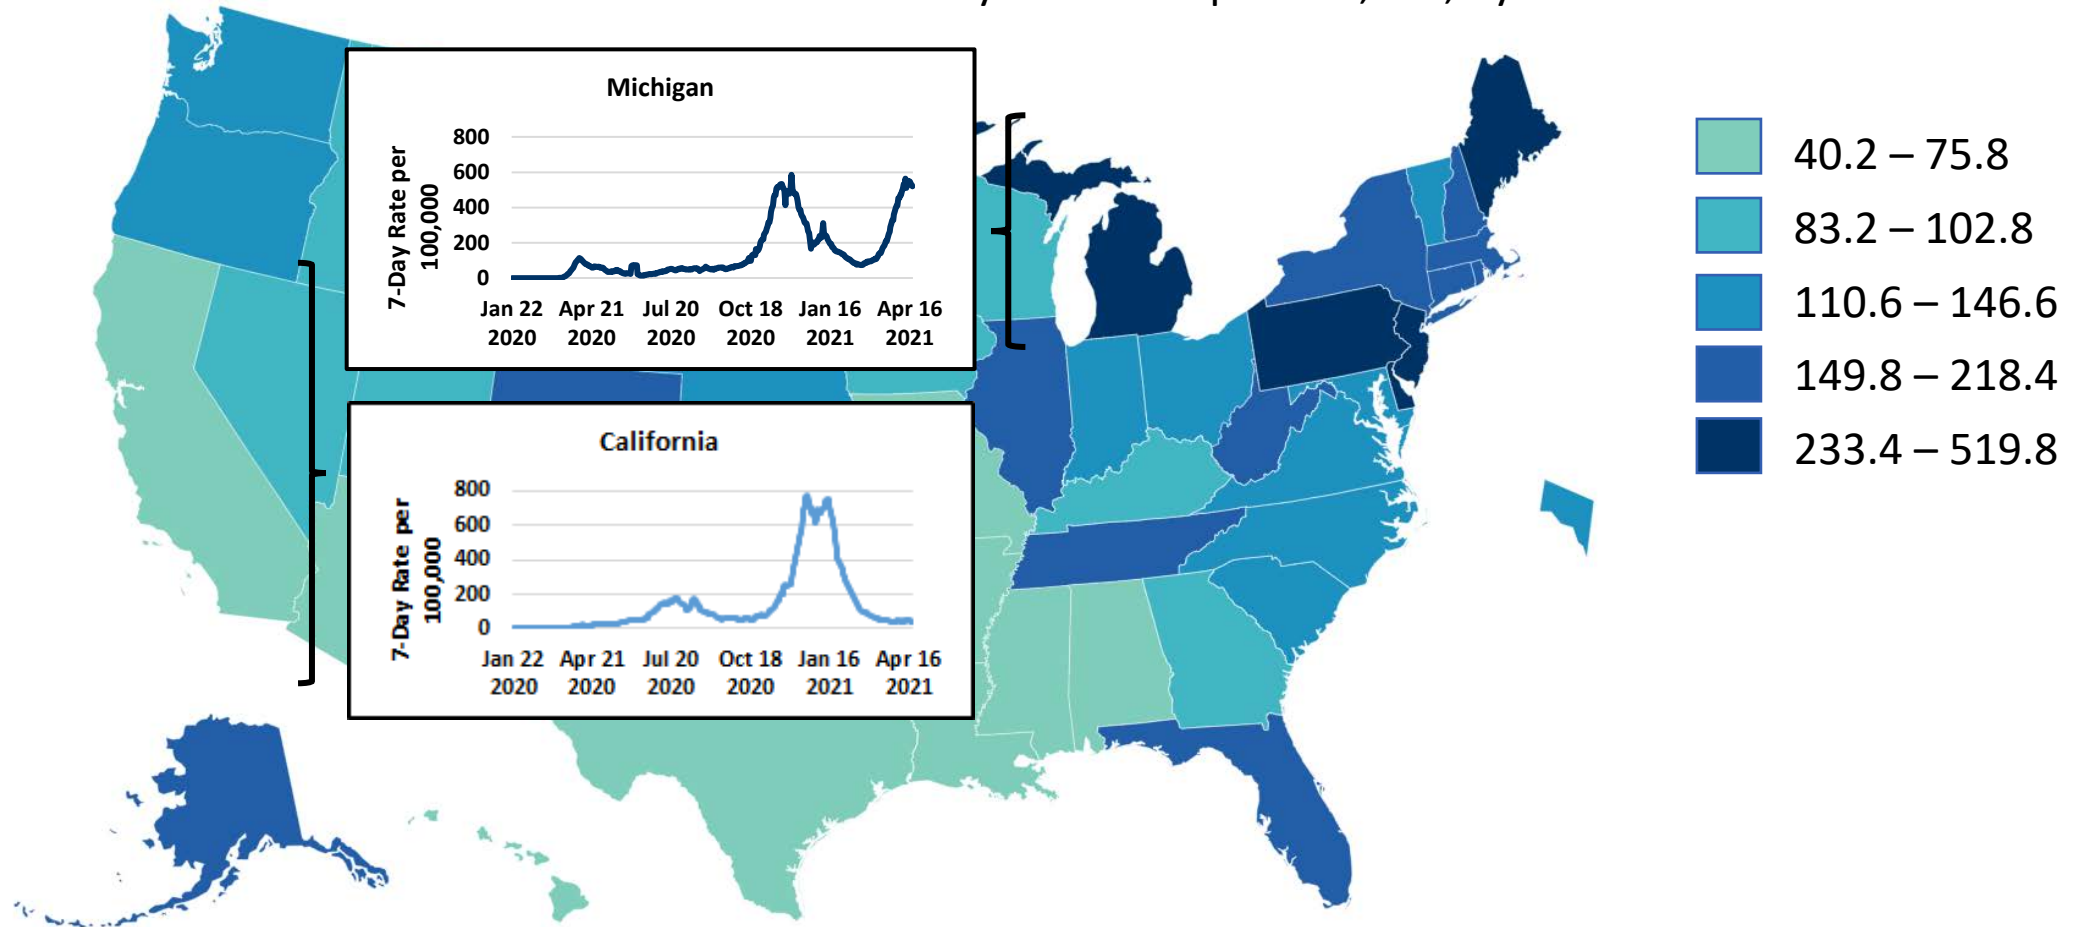 Michigan
7-Day Rate per
100,000
800
600
400
200
0
Jan 22 Apr 21 Jul 20 Oct 18 Jan 16 Apr 16
2020 2020 2020 2020 2021 2021
California
7-Day Rate per
100,000
800
600
400
200
0
Jan 22 Apr 21 Jul 20 Oct 18 Jan 16 Apr 16
2020 2020 2020 2020 2021 2021
40.2 – 75.8
83.2 – 102.8
110.6 – 146.6
149.8 – 218.4
233.4 – 519.8